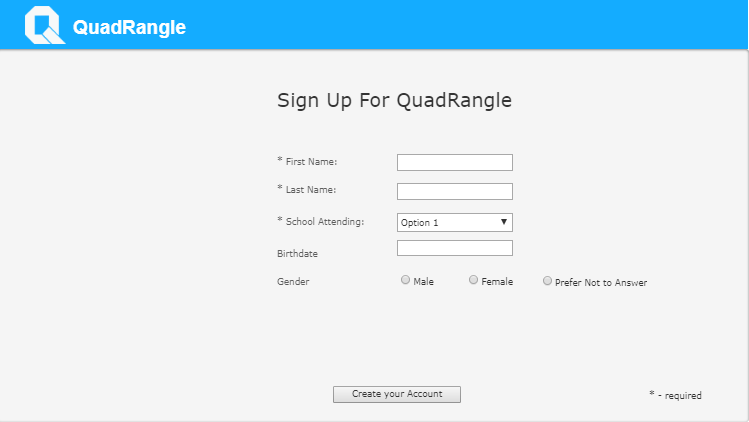 QuadRangle
Sign Up For QuadRangle
* First Name:
* Last Name:
* School Attending:
Option 1
Birthdate
Gender
Male
Female
Prefer Not to Answer
Create your Account
* - required